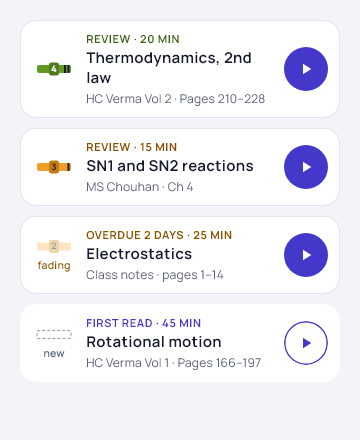 REVIEW · 20 MIN
4
Thermodynamics, 2nd
law
HC Verma Vol 2 · Pages 210–228
REVIEW · 15 MIN
3
SN1 and SN2 reactions
MS Chouhan · Ch 4
OVERDUE 2 DAYS · 25 MIN
2
Electrostatics
fading
Class notes · pages 1–14
FIRST READ · 45 MIN
Rotational motion
new
HC Verma Vol 1 · Pages 166–197